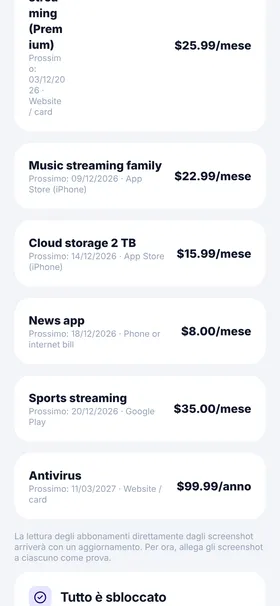 ming
(Prem
ium)
$25.99/mese
Prossim
o:
03/12/20
26 ·
Website
/ card
Music streaming family
$22.99/mese
Prossimo: 09/12/2026 · App
Store (iPhone)
Cloud storage 2 TB
$15.99/mese
Prossimo: 14/12/2026 · App Store
(iPhone)
News app
$8.00/mese
Prossimo: 18/12/2026 · Phone or
internet bill
Sports streaming
$35.00/mese
Prossimo: 20/12/2026 · Google
Play
Antivirus
$99.99/anno
Prossimo: 11/03/2027 · Website /
card
La lettura degli abbonamenti direttamente dagli screenshot
arriverà con un aggiornamento. Per ora, allega gli screenshot
a ciascuno come prova.
Tutto è sbloccato